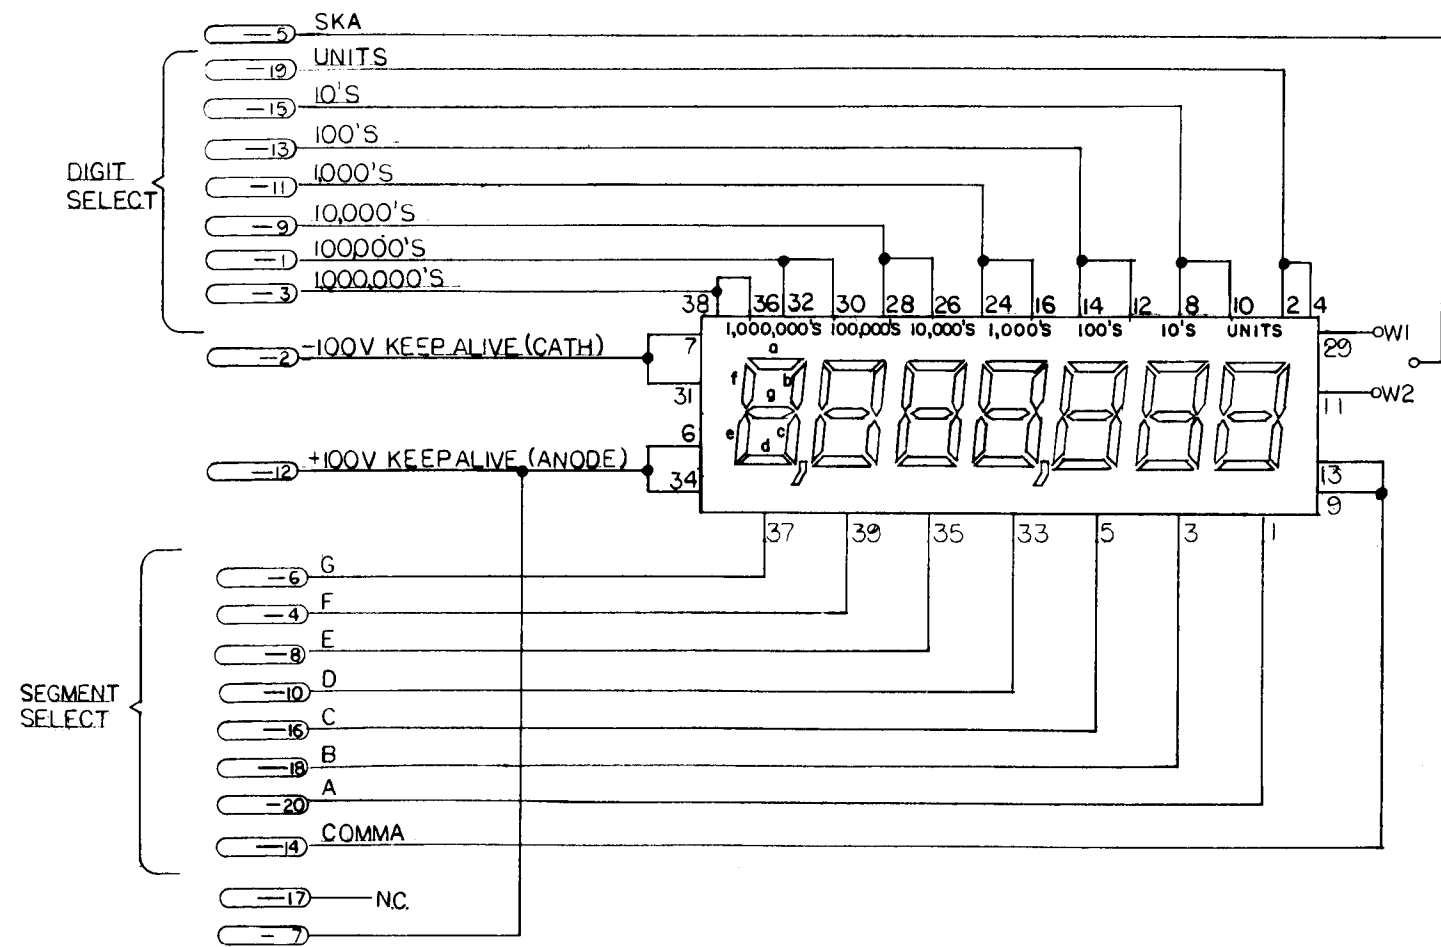 SKA
-5
UNITS
-19
10'S
-15
100'S
-13
1,000'S
-11
10,000'S
-9
100,000'S
-1
1,000,000'S
-3
DIGIT
SELECT
38 36 32 30 28 26 24 16 14 12 8 10 2 4
1,000,000'S 100,000'S 10,000'S 1,000'S 100'S 10'S UNITS
-100V KEEP ALIVE (CATH)
-2
7
31
a
f b
g
e c
d
W1
29
W2
11
+100V KEEP ALIVE (ANODE)
-12
6
34
13
9
37 39 35 33 5 3 1
G
-6
F
-4
E
-8
D
-10
SEGMENT
SELECT
C
-16
B
-18
A
-20
COMMA
-14
-17
N.C.
-7